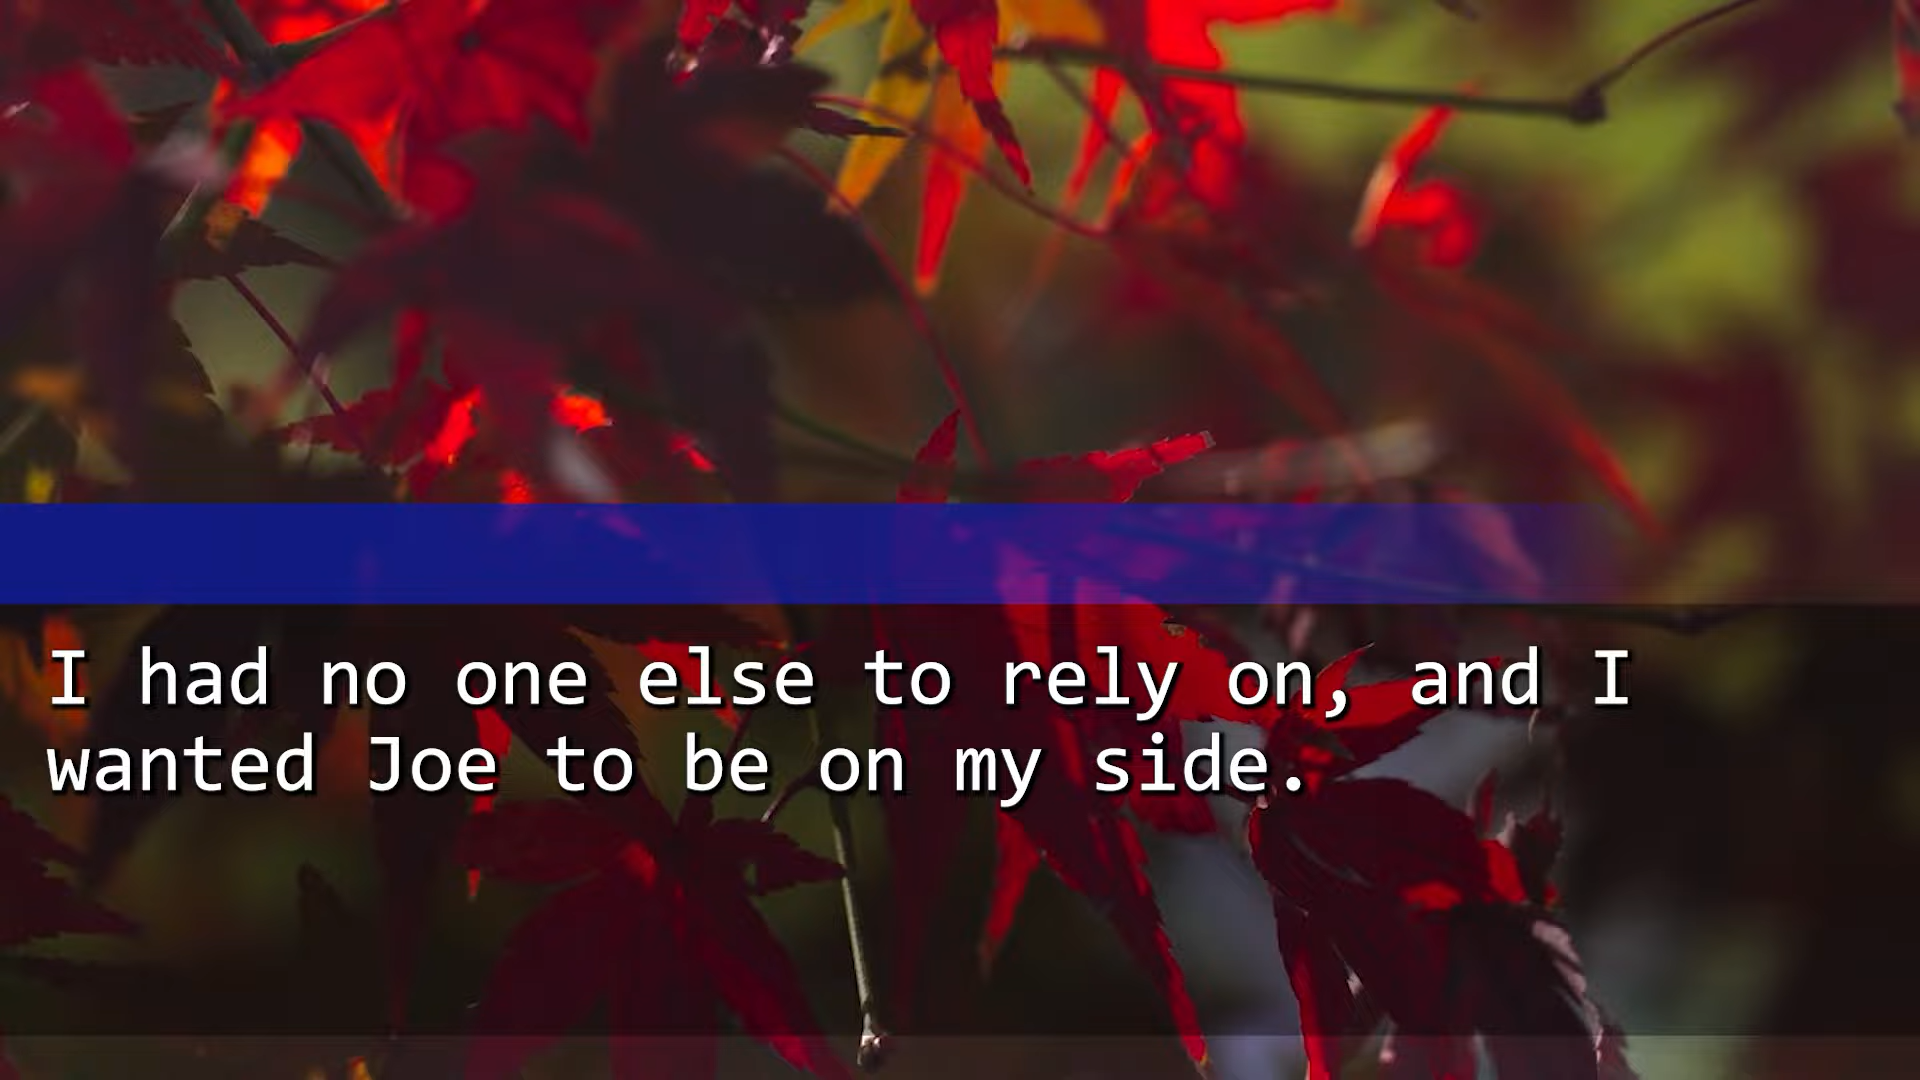 I had no one else to rely on, and I
wanted Joe to be on my side.